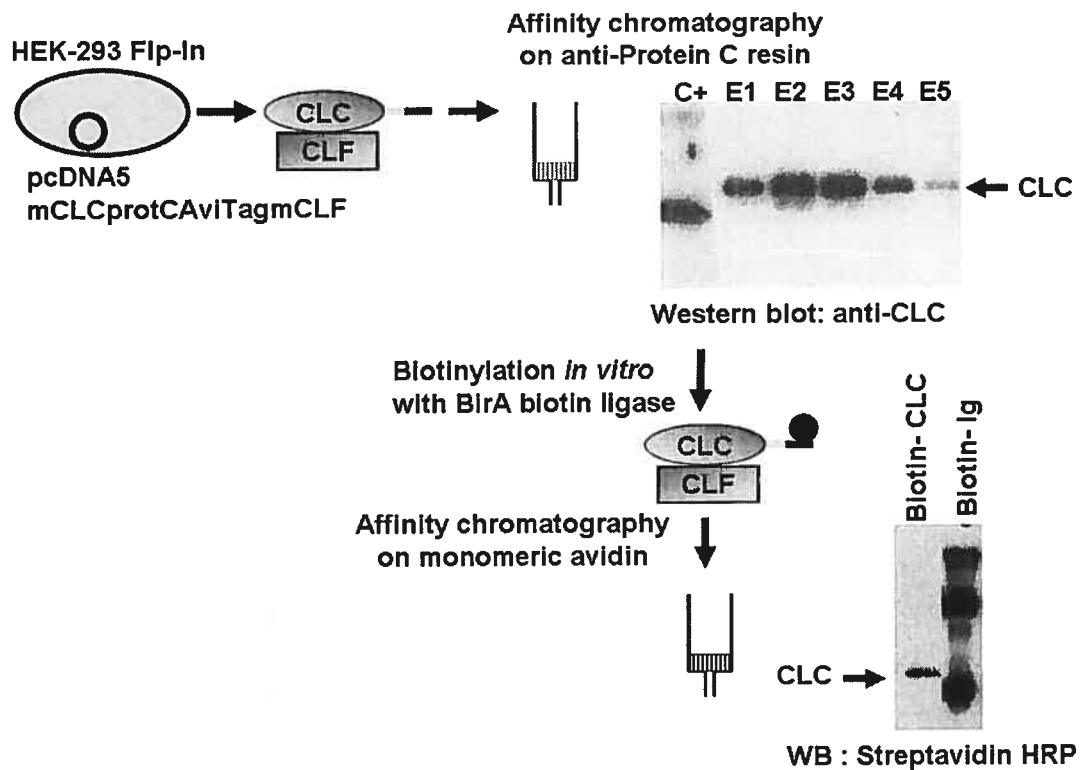 HEK-293 Flp-In
CLC
CLF
pcDNA5
mCLCprotCAviTagmCLF
Affinity chromatography
on anti-Protein C resin
C+ E1 E2 E3 E4 E5
CLC
Western blot: anti-CLC
Biotinylation in vitro
with BirA biotin ligase
CLC
CLF
Affinity chromatography
on monomeric avidin
Biotin-CLC
Biotin-Ig
CLC
WB : Streptavidin HRP